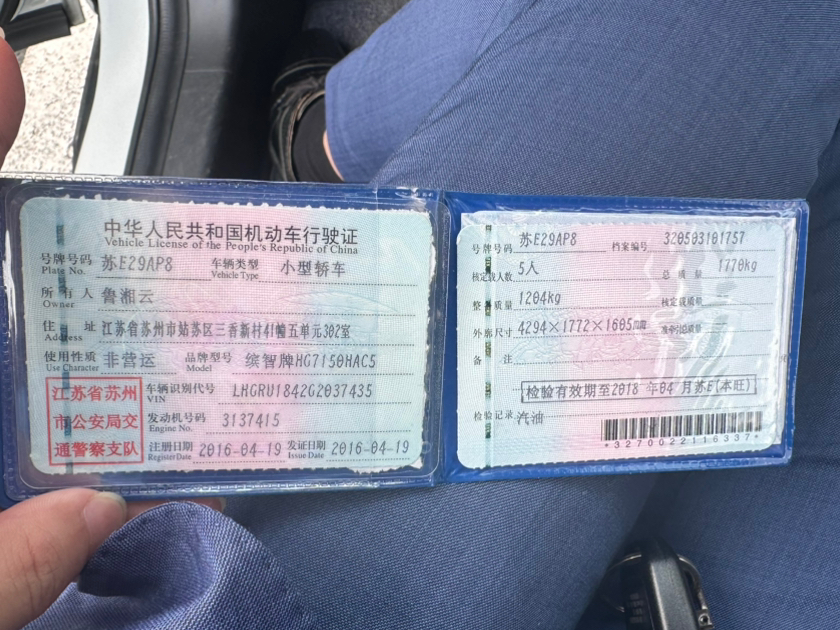 中华人民共和国机动车行驶证
Vehicle License of the People's Republic of China
号牌号码 苏E29AP8 车辆类型 小型轿车
Plate No. Vehicle Type
所有人 鲁湘云
Owner
住址 江苏省苏州市姑苏区三香新村41幢五单元302室
Address
使用性质 非营运 品牌型号 缤智牌HG7150HAC5
Use Character Model
江苏省苏州
市公安局交
通警察支队
车辆识别代号 LHGRU1842G2037435
VIN
发动机号码 3137415
Engine No.
注册日期 2016-04-19 发证日期 2016-04-19
Register Date Issue Date
号牌号码 苏E29AP8 档案编号 320503101757
核定载人数 5人 总质量 1770kg
整备质量 1204kg 核定载质量 --
外廓尺寸 4294×1772×1605mm 准牵引总质量 --
备注
检验有效期至2018年04月苏E(本旺)
检验记录 汽油
*3270022116337*